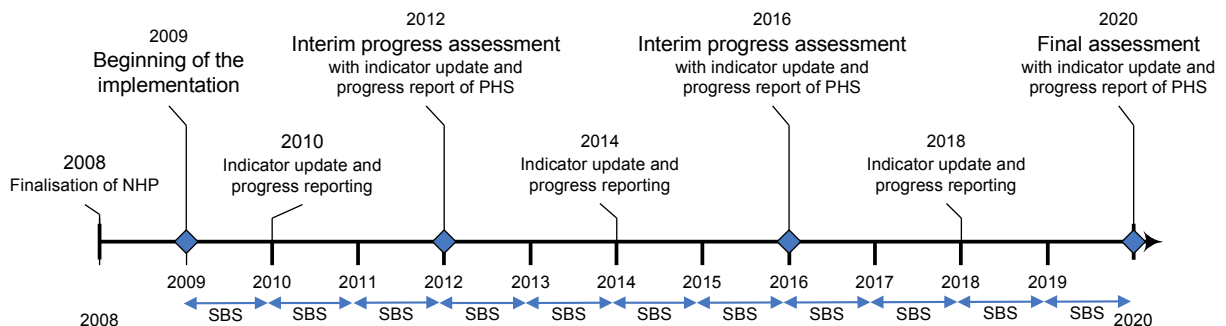 2009
Beginning of the
implementation
2012
Interim progress assessment
with indicator update and
progress report of PHS
2016
Interim progress assessment
with indicator update and
progress report of PHS
2020
Final assessment
with indicator update and
progress report of PHS
2008
Finalisation of NHP
2010
Indicator update and
progress reporting
2014
Indicator update and
progress reporting
2018
Indicator update and
progress reporting
2009 2010 2011 2012 2013 2014 2015 2016 2017 2018 2019
SBS SBS SBS SBS SBS SBS SBS SBS SBS SBS SBS
2008 2020